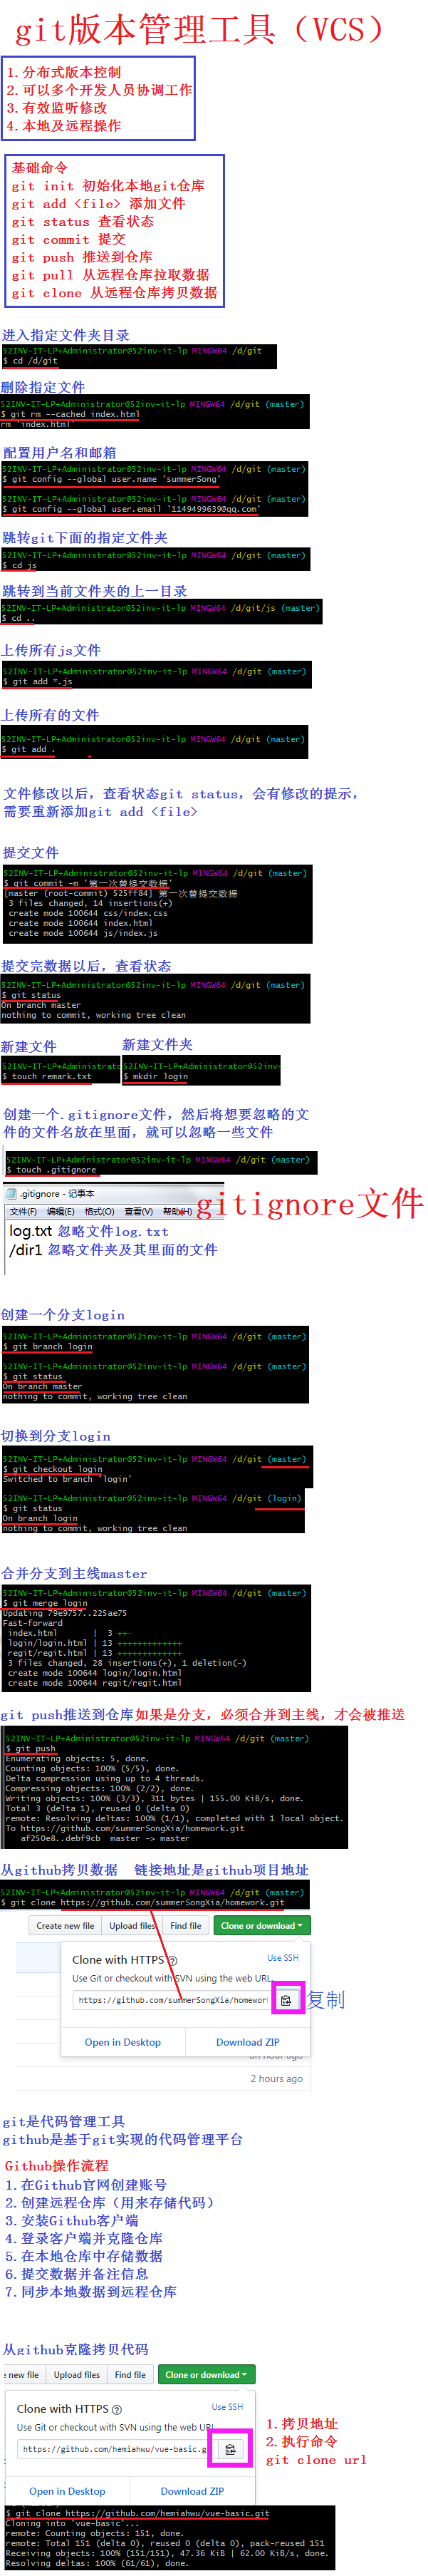 git版本管理工具（VCS）
1.分布式版本控制
2.可以多个开发人员协调工作
3.有效监听修改
4.本地及远程操作
基础命令
git init 初始化本地git仓库
git add <file> 添加文件
git status 查看状态
git commit 提交
git push 推送到仓库
git pull 从远程仓库拉取数据
git clone 从远程仓库拷贝数据
进入指定文件夹目录
52INV-IT-LP+Administrator@52inv-it-lp MINGW64 /d/git
$ cd /d/git
删除指定文件
52INV-IT-LP+Administrator@52inv-it-lp MINGW64 /d/git (master)
$ git rm --cached index.html
rm 'index.html'
配置用户名和邮箱
52INV-IT-LP+Administrator@52inv-it-lp MINGW64 /d/git (master)
$ git config --global user.name 'summerSong'
52INV-IT-LP+Administrator@52inv-it-lp MINGW64 /d/git (master)
$ git config --global user.email '1149499639@qq.com'
跳转git下面的指定文件夹
52INV-IT-LP+Administrator@52inv-it-lp MINGW64 /d/git (master)
$ cd js
跳转到当前文件夹的上一目录
52INV-IT-LP+Administrator@52inv-it-lp MINGW64 /d/git/js (master)
$ cd ..
上传所有js文件
52INV-IT-LP+Administrator@52inv-it-lp MINGW64 /d/git (master)
$ git add *.js
上传所有的文件
52INV-IT-LP+Administrator@52inv-it-lp MINGW64 /d/git (master)
$ git add .
文件修改以后，查看状态git status，会有修改的提示，
需要重新添加git add <file>
提交文件
52INV-IT-LP+Administrator@52inv-it-lp MINGW64 /d/git (master)
$ git commit -m '第一次普提交数据'
[master (root-commit) 525ff84] 第一次普提交数据
3 files changed, 14 insertions(+)
create mode 100644 css/index.css
create mode 100644 index.html
create mode 100644 js/index.js
提交完数据以后，查看状态
52INV-IT-LP+Administrator@52inv-it-lp MINGW64 /d/git (master)
$ git status
On branch master
nothing to commit, working tree clean
新建文件 新建文件夹
52INV-IT-LP+Administrator@ 52INV-IT-LP+Administrator@52inv-
$ touch remark.txt $ mkdir login
创建一个.gitignore文件，然后将想要忽略的文
件的文件名放在里面，就可以忽略一些文件
52INV-IT-LP+Administrator@52inv-it-lp MINGW64 /d/git (master)
$ touch .gitignore
.gitignore - 记事本
文件(F) 编辑(E) 格式(O) 查看(V) 帮助(H)
gitignore文件
log.txt 忽略文件log.txt
/dir1 忽略文件夹及其里面的文件
创建一个分支login
52INV-IT-LP+Administrator@52inv-it-lp MINGW64 /d/git (master)
$ git branch login
52INV-IT-LP+Administrator@52inv-it-lp MINGW64 /d/git (master)
$ git status
On branch master
nothing to commit, working tree clean
切换到分支login
52INV-IT-LP+Administrator@52inv-it-lp MINGW64 /d/git (master)
$ git checkout login
Switched to branch 'login'
52INV-IT-LP+Administrator@52inv-it-lp MINGW64 /d/git (login)
$ git status
On branch login
nothing to commit, working tree clean
合并分支到主线master
52INV-IT-LP+Administrator@52inv-it-lp MINGW64 /d/git (master)
$ git merge login
Updating 79e9757..225ae75
Fast-forward
index.html | 3 ++-
login/login.html | 13 +++++++++++++
regit/regit.html | 13 +++++++++++++
3 files changed, 28 insertions(+), 1 deletion(-)
create mode 100644 login/login.html
create mode 100644 regit/regit.html
git push推送到仓库如果是分支，必须合并到主线，才会被推送
52INV-IT-LP+Administrator@52inv-it-lp MINGW64 /d/git (master)
$ git push
Enumerating objects: 5, done.
Counting objects: 100% (5/5), done.
Delta compression using up to 4 threads.
Compressing objects: 100% (2/2), done.
Writing objects: 100% (3/3), 311 bytes | 155.00 KiB/s, done.
Total 3 (delta 1), reused 0 (delta 0)
remote: Resolving deltas: 100% (1/1), completed with 1 local object.
To https://github.com/summerSongXia/homework.git
af250e8..debf9cb master -> master
从github拷贝数据 链接地址是github项目地址
52INV-IT-LP+Administrator@52inv-it-lp MINGW64 /d/git (master)
$ git clone https://github.com/summerSongXia/homework.git
Create new file Upload files Find file Clone or download
Clone with HTTPS Use SSH
Use Git or checkout with SVN using the web URL.
https://github.com/summerSongXia/homework 复制
Open in Desktop Download ZIP
an hour ago
2 hours ago
git是代码管理工具
github是基于git实现的代码管理平台
Github操作流程
1.在Github官网创建账号
2.创建远程仓库（用来存储代码）
3.安装Github客户端
4.登录客户端并克隆仓库
5.在本地仓库中存储数据
6.提交数据并备注信息
7.同步本地数据到远程仓库
从github克隆拷贝代码
e new file Upload files Find file Clone or download
Clone with HTTPS Use SSH
Use Git or checkout with SVN using the web URL.
https://github.com/hemiahwu/vue-basic.g
1.拷贝地址
2.执行命令
git clone url
Open in Desktop Download ZIP
$ git clone https://github.com/hemiahwu/vue-basic.git
Cloning into 'vue-basic'...
remote: Counting objects: 151, done.
remote: Total 151 (delta 0), reused 0 (delta 0), pack-reused 151
Receiving objects: 100% (151/151), 47.36 KiB | 62.00 KiB/s, done.
Resolving deltas: 100% (61/61), done.